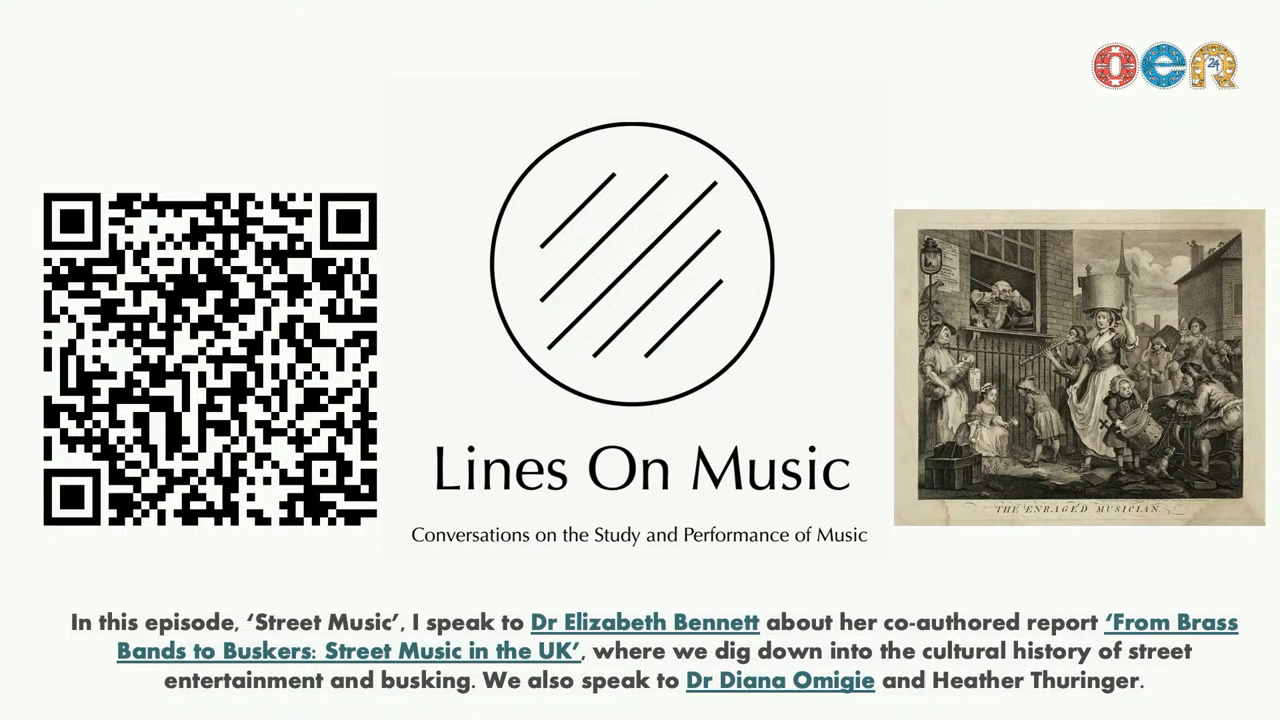 oer
24
Lines On Music
Conversations on the Study and Performance of Music
THE ENRAGED MUSICIAN.
In this episode, ‘Street Music’, I speak to Dr Elizabeth Bennett about her co-authored report ‘From Brass
Bands to Buskers: Street Music in the UK’, where we dig down into the cultural history of street
entertainment and busking. We also speak to Dr Diana Omigie and Heather Thuringer.